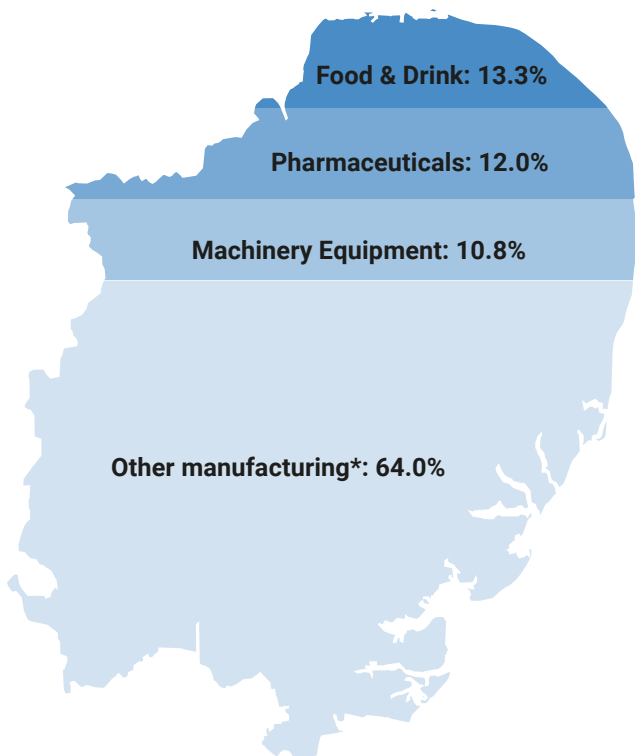 Food & Drink: 13.3%
Pharmaceuticals: 12.0%
Machinery Equipment: 10.8%
Other manufacturing*: 64.0%